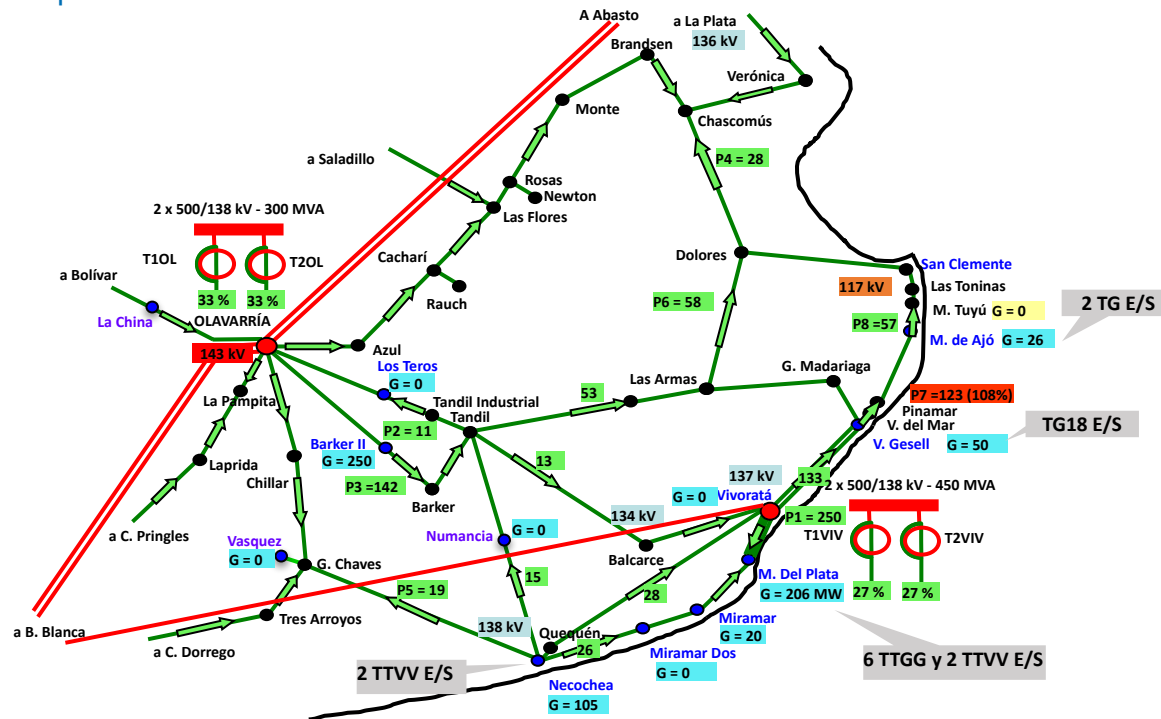 A Abasto
a La Plata
136 kV
Brandsen
Verónica
Monte
Chascomús
a Saladillo
P4 = 28
Rosas
Newton
Las Flores
2 x 500/138 kV - 300 MVA
T1OL
T2OL
33 %
33 %
Cacharí
Rauch
Dolores
San Clemente
Las Toninas
117 kV
M. Tuyú
G = 0
2 TG E/S
a Bolívar
La China
OLAVARRÍA
P6 = 58
P8 =57
M. de Ajó
G = 26
143 kV
Azul
Los Teros
G = 0
G. Madariaga
Las Armas
53
La Pampita
Tandil Industrial
Tandil
P7 =123 (108%)
Pinamar
V. del Mar
V. Gesell
G = 50
TG18 E/S
P2 = 11
Barker II
G = 250
P3 =142
13
Laprida
Chillar
Barker
137 kV
133
2 x 500/138 kV - 450 MVA
G = 0
Vivoratá
134 kV
P1 = 250
T1VIV
T2VIV
a C. Pringles
Vasquez
G = 0
Numancia
G = 0
Balcarce
G. Chaves
15
M. Del Plata
G = 206 MW
27 %
27 %
P5 = 19
28
a B. Blanca
Tres Arroyos
138 kV
Quequén
26
Miramar
G = 20
a C. Dorrego
Miramar Dos
G = 0
6 TTGG y 2 TTVV E/S
2 TTVV E/S
Necochea
G = 105